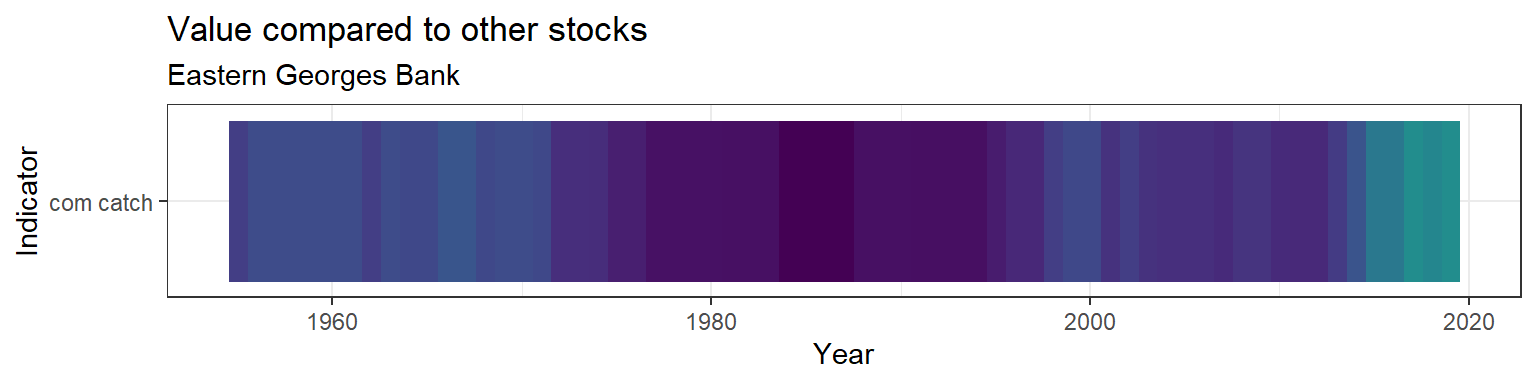 Value compared to other stocks
Eastern Georges Bank
Indicator
com catch
1960 1980 2000 2020
Year